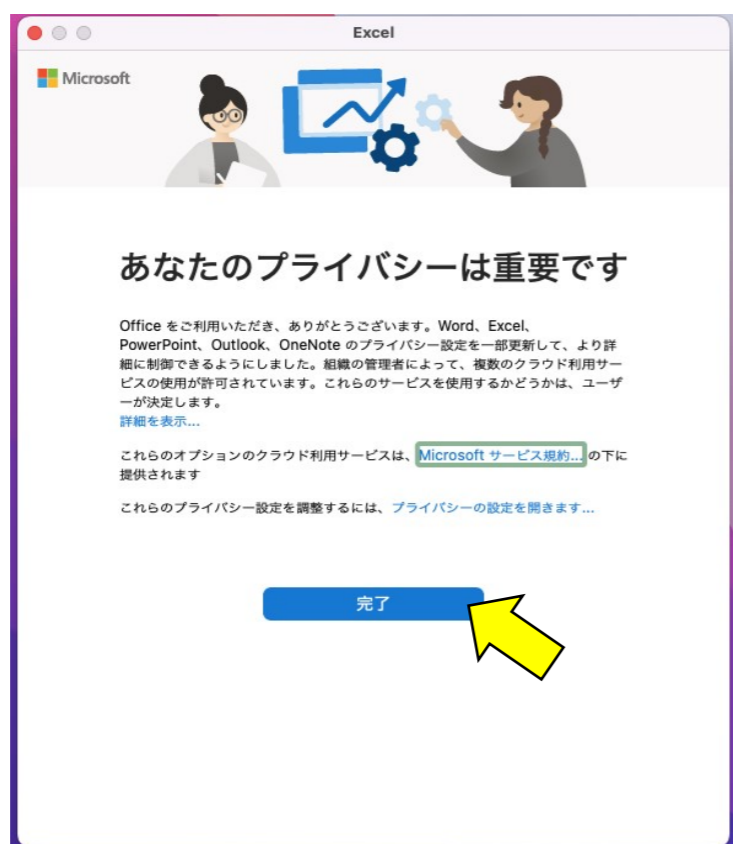 Excel
Microsoft
あなたのプライバシーは重要です
Office をご利用いただき、ありがとうございます。Word、Excel、
PowerPoint、Outlook、OneNote のプライバシー設定を一部更新して、より詳
細に制御できるようにしました。組織の管理者によって、複数のクラウド利用サー
ビスの使用が許可されています。これらのサービスを使用するかどうかは、ユーザ
ーが決定します。
詳細を表示...
これらのオプションのクラウド利用サービスは、Microsoft サービス規約... の下に
提供されます
これらのプライバシー設定を調整するには、プライバシーの設定を開きます...
完了